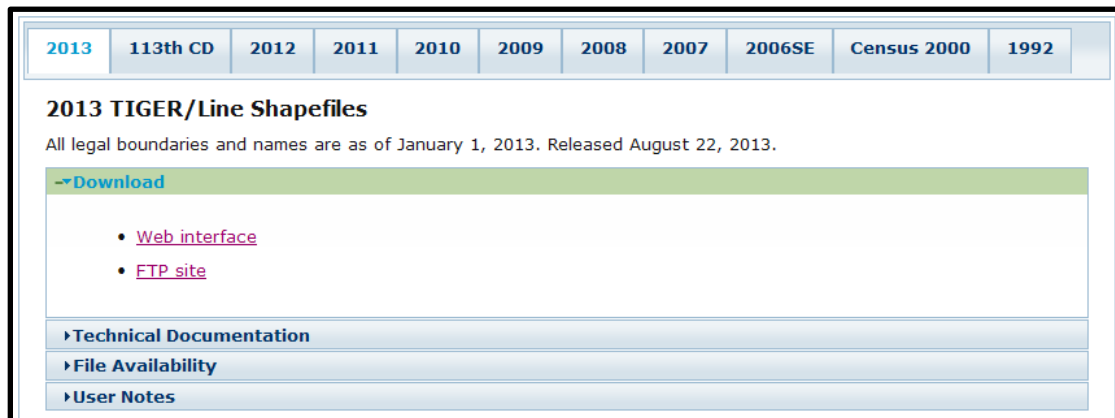 2013 113th CD 2012 2011 2010 2009 2008 2007 2006SE Census 2000 1992
2013 TIGER/Line Shapefiles
All legal boundaries and names are as of January 1, 2013. Released August 22, 2013.
Download
Web interface
FTP site
Technical Documentation
File Availability
User Notes